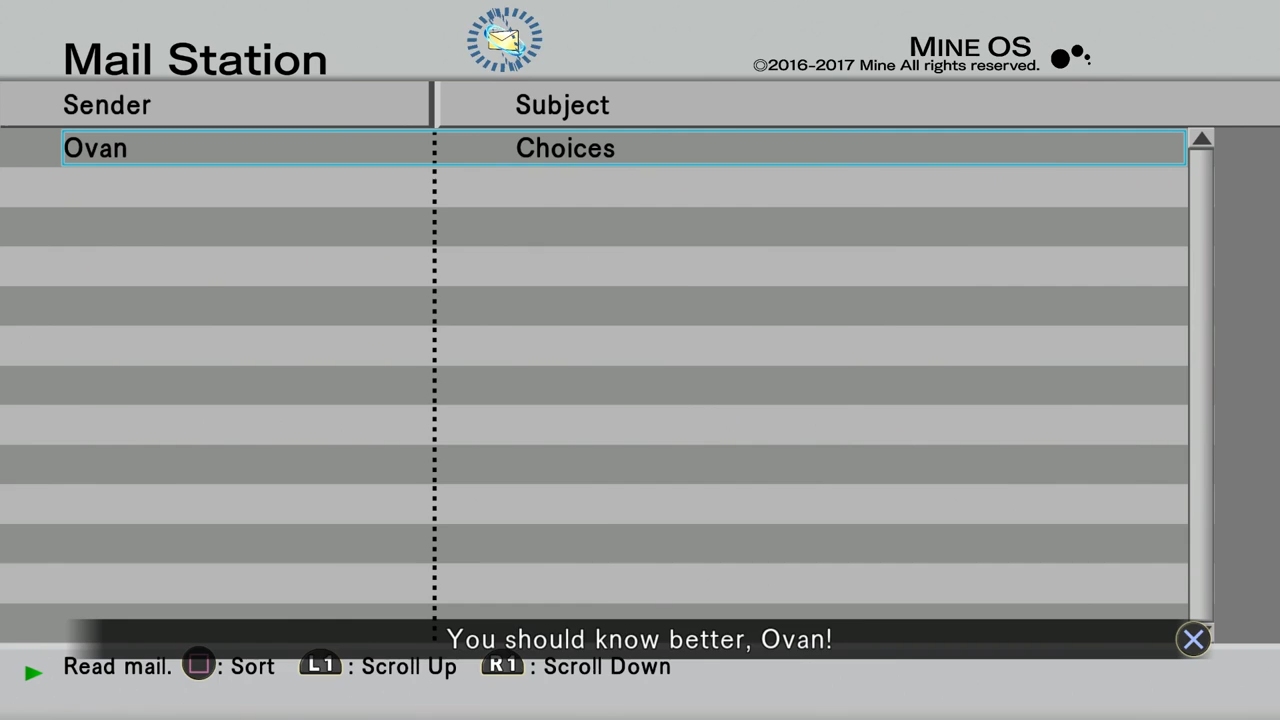 Mail Station
MINE OS
©2016-2017 Mine All rights reserved.
Sender Subject
Ovan Choices
You should know better, Ovan!
Read mail. : Sort L1 : Scroll Up R1 : Scroll Down